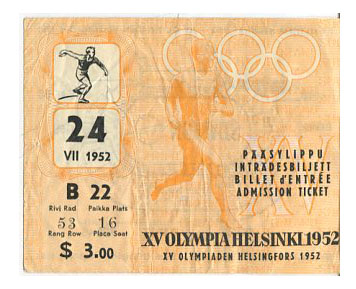 24
VII 1952
B 22
Rivi Rad Paikka Plats
53 16
Rang Row Place Seat
$ 3.00
XV
PÄÄSYLIPPU
INTRÄDESBILJETT
BILLET d'ENTRÉE
ADMISSION TICKET
XV OLYMPIA HELSINKI 1952
XV OLYMPIADEN HELSINGFORS 1952